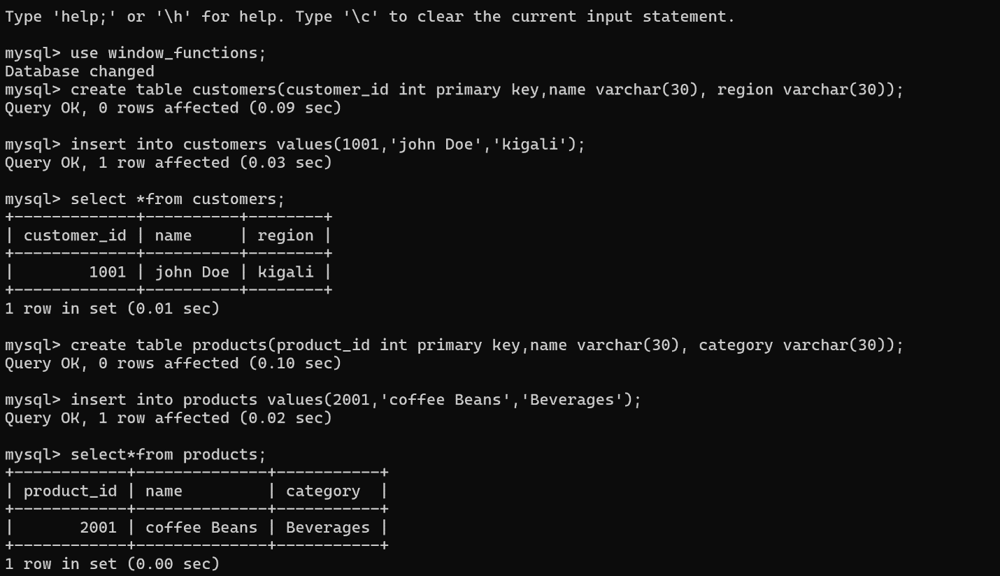 Type 'help;' or '\h' for help. Type '\c' to clear the current input statement.
mysql> use window_functions;
Database changed
mysql> create table customers(customer_id int primary key,name varchar(30), region varchar(30));
Query OK, 0 rows affected (0.09 sec)
mysql> insert into customers values(1001,'john Doe','kigali');
Query OK, 1 row affected (0.03 sec)
mysql> select *from customers;
+-------------+----------+--------+
| customer_id | name     | region |
+-------------+----------+--------+
|        1001 | john Doe | kigali |
+-------------+----------+--------+
1 row in set (0.01 sec)
mysql> create table products(product_id int primary key,name varchar(30), category varchar(30));
Query OK, 0 rows affected (0.10 sec)
mysql> insert into products values(2001,'coffee Beans','Beverages');
Query OK, 1 row affected (0.02 sec)
mysql> select*from products;
+------------+--------------+-----------+
| product_id | name         | category  |
+------------+--------------+-----------+
|       2001 | coffee Beans | Beverages |
+------------+--------------+-----------+
1 row in set (0.00 sec)